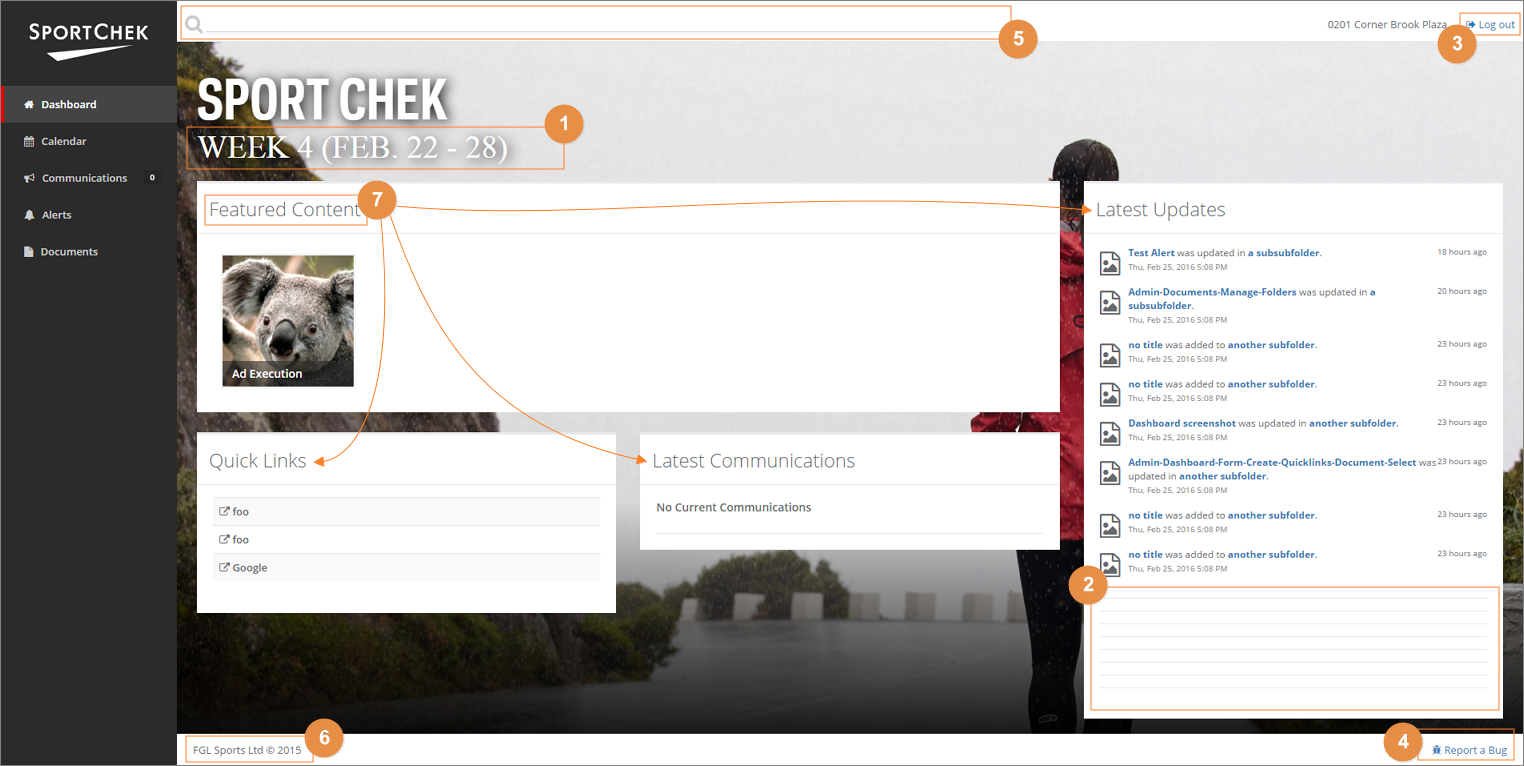 SPORTCHEK
5
0201 Corner Brook Plaza
Log out
3
Dashboard
Calendar
Communications 0
Alerts
Documents
SPORT CHEK
WEEK 4 (FEB. 22 - 28)
1
Featured Content
7
Ad Execution
Quick Links
foo
foo
Google
Latest Communications
No Current Communications
Latest Updates
Test Alert was updated in a subsubfolder. 18 hours ago
Thu, Feb 25, 2016 5:08 PM
Admin-Documents-Manage-Folders was updated in a 20 hours ago
subsubfolder.
Thu, Feb 25, 2016 5:08 PM
no title was added to another subfolder. 23 hours ago
Thu, Feb 25, 2016 5:08 PM
no title was added to another subfolder. 23 hours ago
Thu, Feb 25, 2016 5:08 PM
Dashboard screenshot was updated in another subfolder. 23 hours ago
Thu, Feb 25, 2016 5:08 PM
Admin-Dashboard-Form-Create-Quicklinks-Document-Select was 23 hours ago
updated in another subfolder.
Thu, Feb 25, 2016 5:08 PM
no title was added to another subfolder. 23 hours ago
Thu, Feb 25, 2016 5:08 PM
no title was added to another subfolder. 23 hours ago
Thu, Feb 25, 2016 5:08 PM
2
FGL Sports Ltd © 2015
6
4
Report a Bug